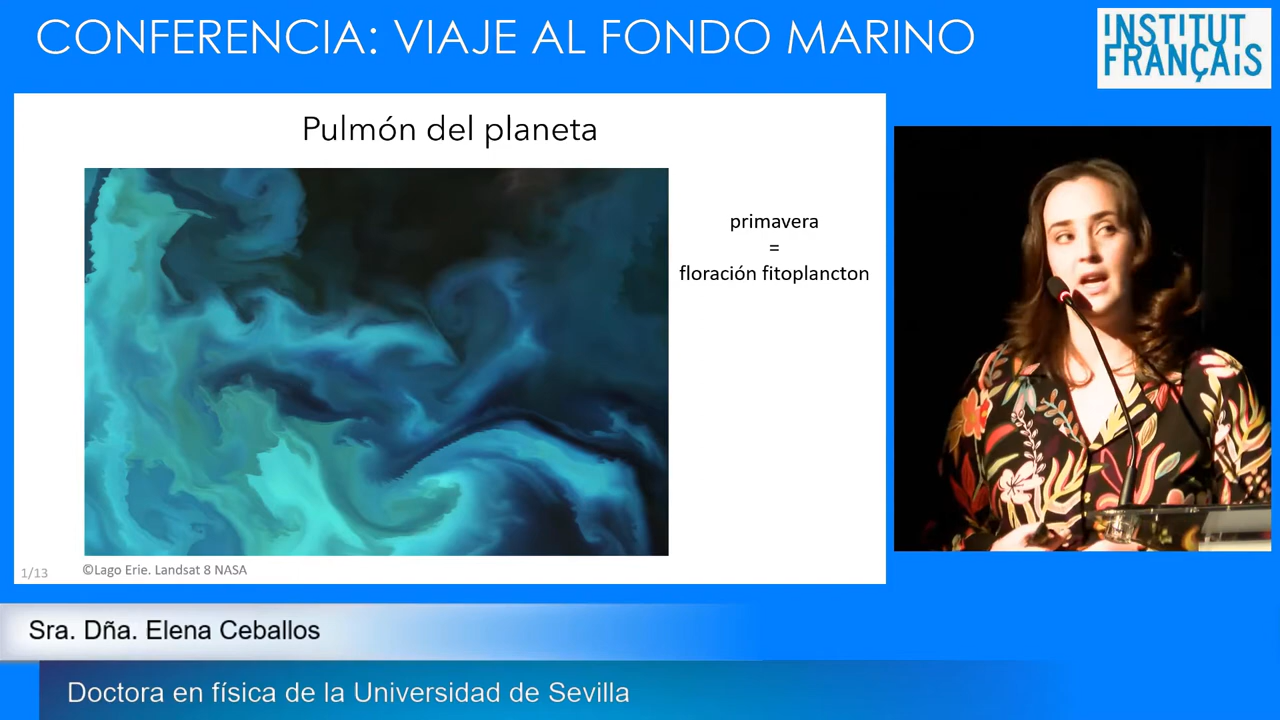 CONFERENCIA: VIAJE AL FONDO MARINO
INSTITUT
FRANÇAiS
Pulmón del planeta
primavera
=
floración fitoplancton
1/13
©Lago Erie. Landsat 8 NASA
Sra. Dña. Elena Ceballos
Doctora en física de la Universidad de Sevilla